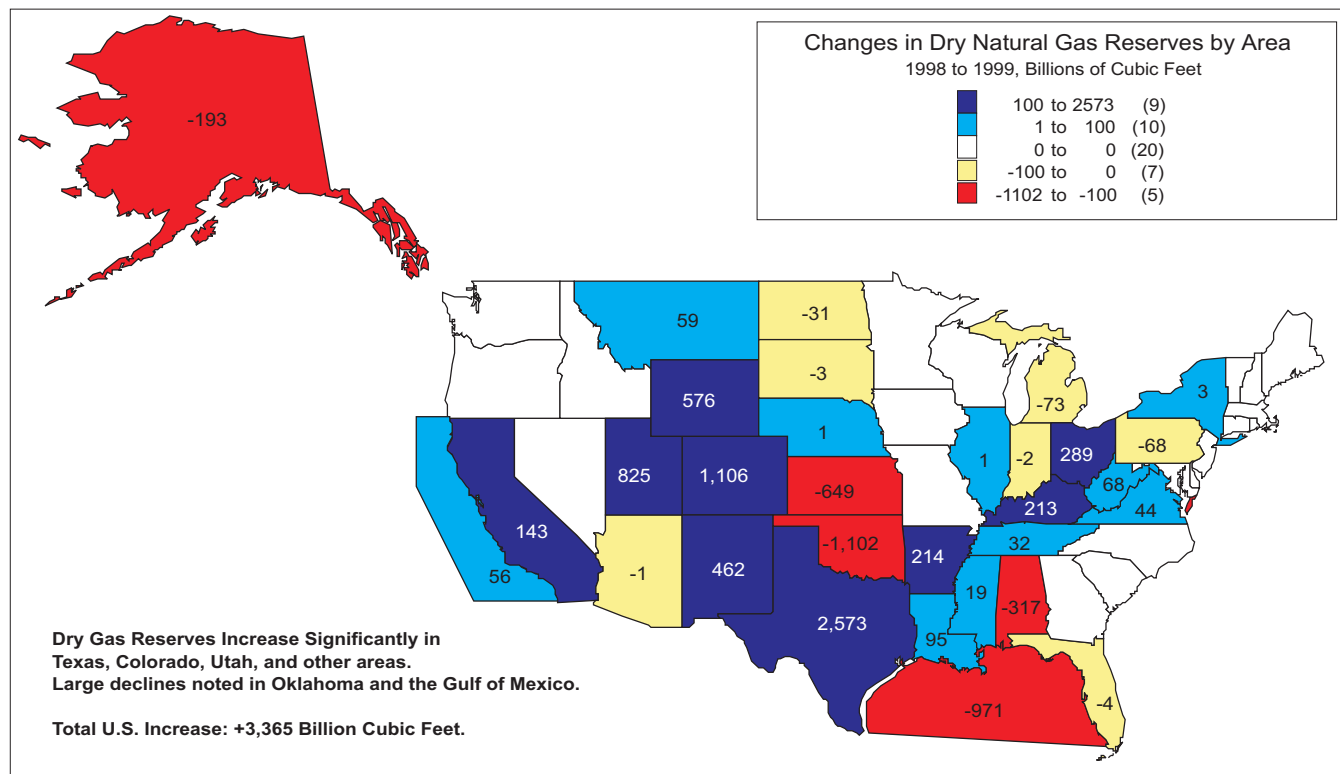 Changes in Dry Natural Gas Reserves by Area
1998 to 1999, Billions of Cubic Feet
100 to 2573 (9)
1 to 100 (10)
0 to 0 (20)
-100 to 0 (7)
-1102 to -100 (5)
-193
59
-31
-3
576
1
-73
3
825
1,106
-649
1
-2
289
-68
68
213
44
143
56
-1
462
-1,102
214
32
19
-317
2,573
95
-971
-4
Dry Gas Reserves Increase Significantly in
Texas, Colorado, Utah, and other areas.
Large declines noted in Oklahoma and the Gulf of Mexico.
Total U.S. Increase: +3,365 Billion Cubic Feet.